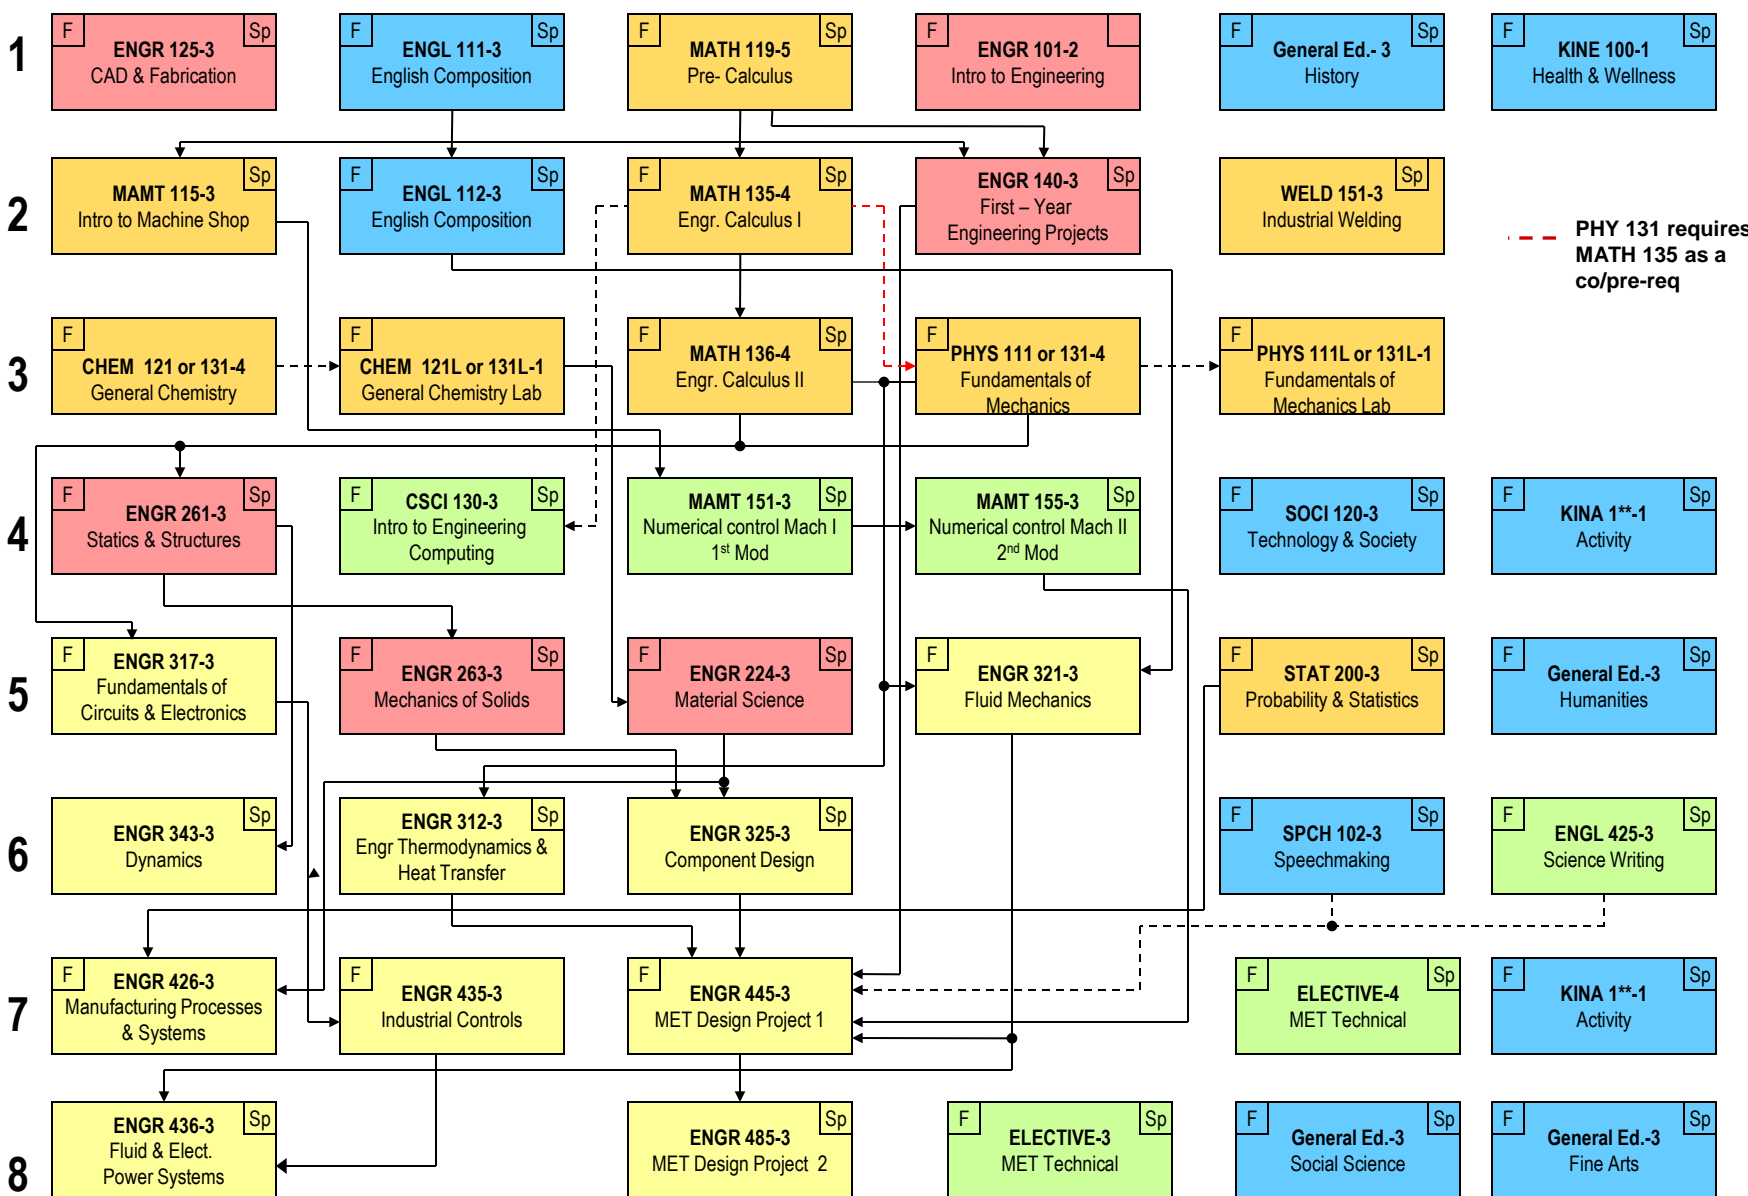 1
F
ENGR 125-3
Sp
CAD & Fabrication
F
ENGL 111-3
Sp
English Composition
F
MATH 119-5
Sp
Pre- Calculus
F
ENGR 101-2
Intro to Engineering
F
General Ed.- 3
Sp
History
F
KINE 100-1
Sp
Health & Wellness
2
MAMT 115-3
Sp
Intro to Machine Shop
F
ENGL 112-3
Sp
English Composition
F
MATH 135-4
Sp
Engr. Calculus I
F
ENGR 140-3
Sp
First – Year
Engineering Projects
WELD 151-3
Sp
Industrial Welding
PHY 131 requires
MATH 135 as a
co/pre-req
3
F
CHEM 121 or 131-4
General Chemistry
F
CHEM 121L or 131L-1
General Chemistry Lab
F
MATH 136-4
Sp
Engr. Calculus II
F
PHYS 111 or 131-4
Fundamentals of
Mechanics
F
PHYS 111L or 131L-1
Fundamentals of
Mechanics Lab
4
F
ENGR 261-3
Sp
Statics & Structures
F
CSCI 130-3
Sp
Intro to Engineering
Computing
MAMT 151-3
Sp
Numerical control Mach I
1st Mod
MAMT 155-3
Sp
Numerical control Mach II
2nd Mod
F
SOCI 120-3
Sp
Technology & Society
F
KINA 1**-1
Sp
Activity
5
F
ENGR 317-3
Fundamentals of
Circuits & Electronics
F
ENGR 263-3
Sp
Mechanics of Solids
F
ENGR 224-3
Sp
Material Science
F
ENGR 321-3
Fluid Mechanics
F
STAT 200-3
Sp
Probability & Statistics
F
General Ed.-3
Sp
Humanities
6
ENGR 343-3
Sp
Dynamics
ENGR 312-3
Sp
Engr Thermodynamics &
Heat Transfer
ENGR 325-3
Sp
Component Design
F
SPCH 102-3
Sp
Speechmaking
F
ENGL 425-3
Sp
Science Writing
7
F
ENGR 426-3
Manufacturing Processes
& Systems
F
ENGR 435-3
Industrial Controls
F
ENGR 445-3
MET Design Project 1
F
ELECTIVE-4
Sp
MET Technical
F
KINA 1**-1
Sp
Activity
8
ENGR 436-3
Sp
Fluid & Elect.
Power Systems
ENGR 485-3
Sp
MET Design Project 2
F
ELECTIVE-3
Sp
MET Technical
F
General Ed.-3
Sp
Social Science
F
General Ed.-3
Sp
Fine Arts